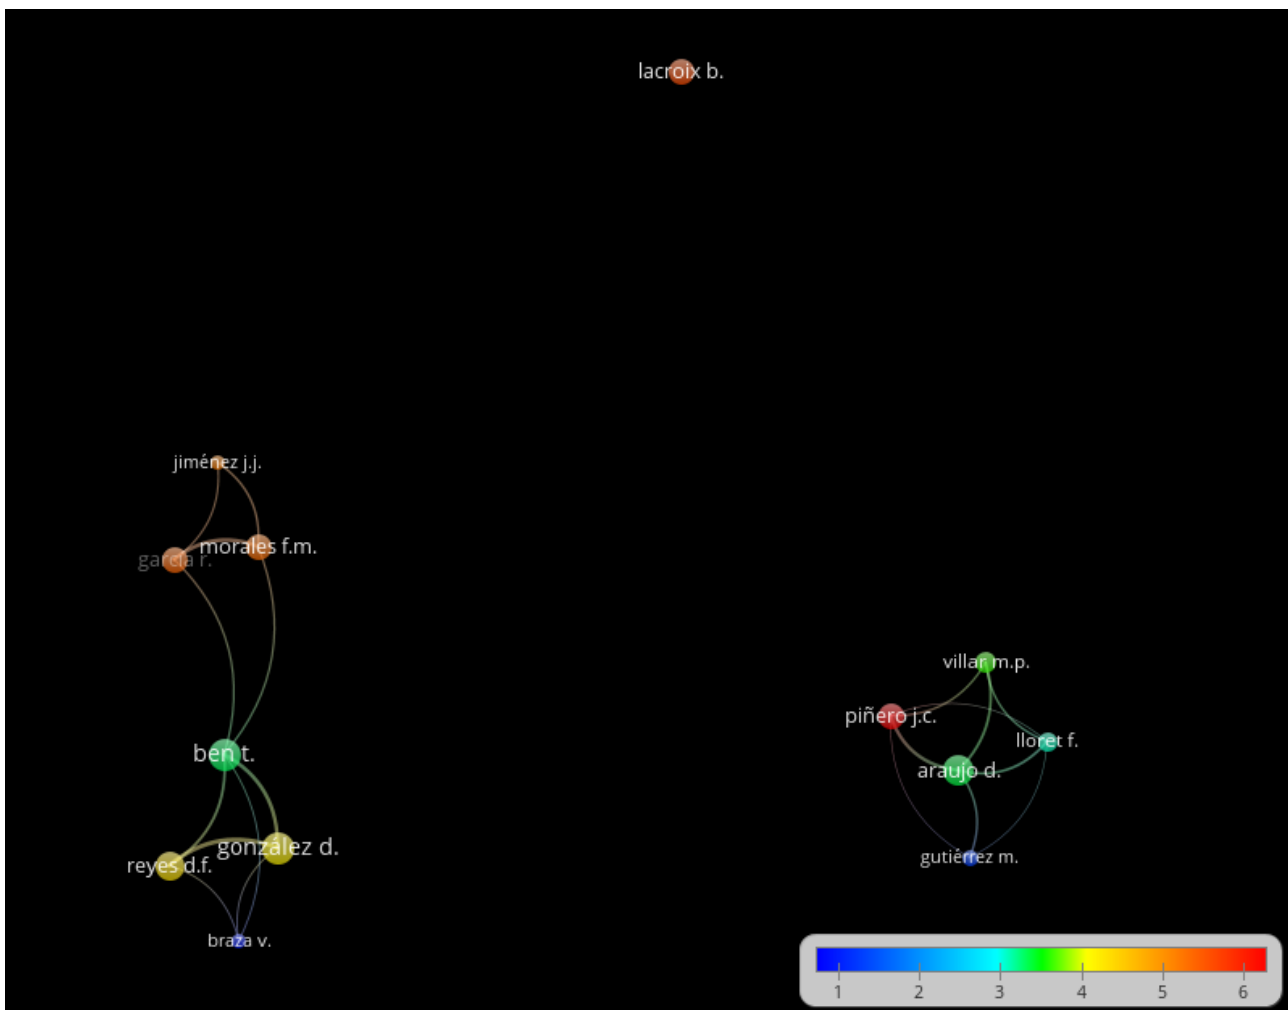 lacroix b.
jiménez j.j.
morales f.m.
garcía r.
villar m.p.
piñero j.c.
lloret f.
ben t.
araujo d.
gonzález d.
gutiérrez m.
reyes d.f.
braza v.
1 2 3 4 5 6